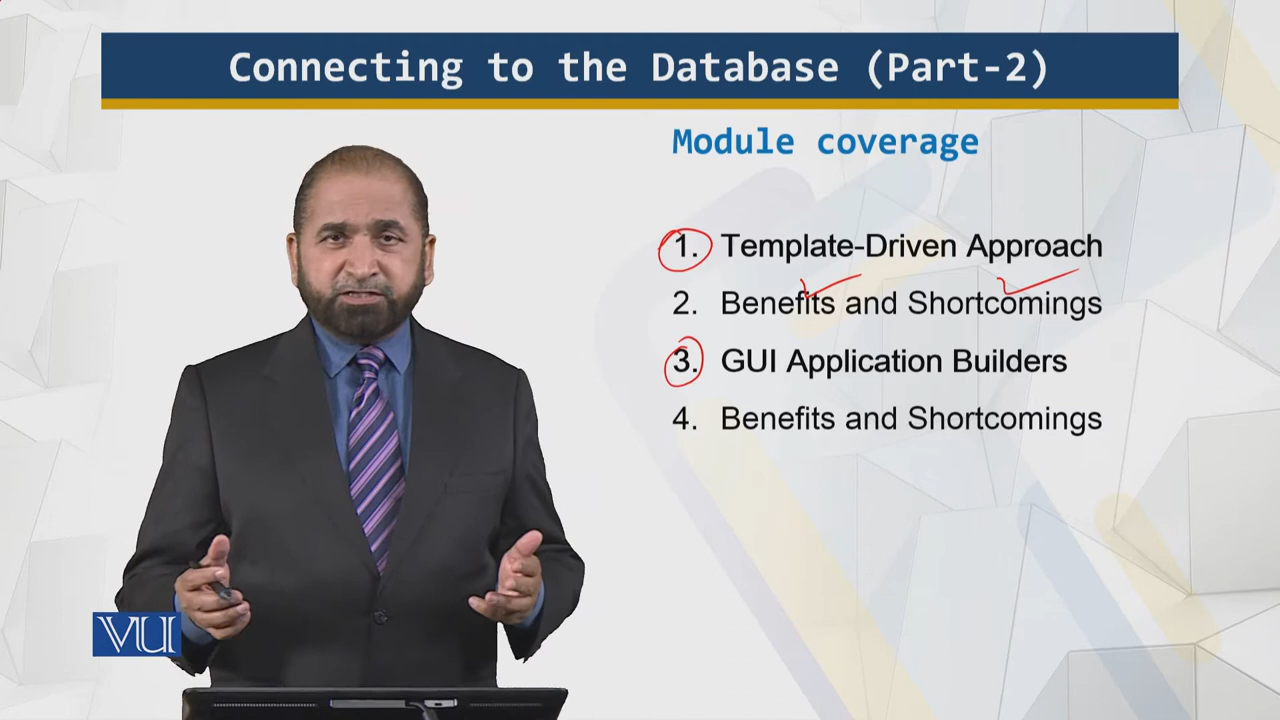 Connecting to the Database (Part-2)
Module coverage
1. Template-Driven Approach
2. Benefits and Shortcomings
3. GUI Application Builders
4. Benefits and Shortcomings
VU